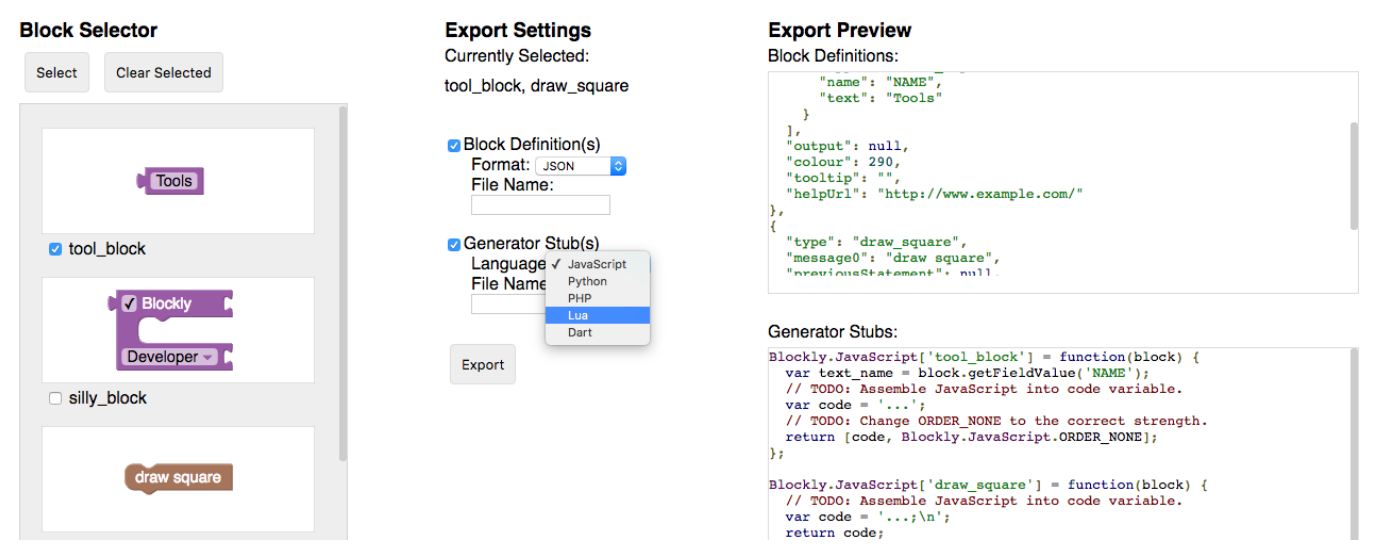 Block Selector
Select
Clear Selected
Tools
tool_block
Blockly
Developer
silly_block
draw square
Export Settings
Currently Selected:
tool_block, draw_square
Block Definition(s)
Format: JSON
File Name:
Generator Stub(s)
Language
JavaScript
File Name
Python
PHP
Lua
Dart
Export
Export Preview
Block Definitions:
"name": "NAME",
"text": "Tools"
}
],
"output": null,
"colour": 290,
"tooltip": "",
"helpUrl": "http://www.example.com/"
},
{
"type": "draw_square",
"message0": "draw square",
"previousStatement": null,
Generator Stubs:
Blockly.JavaScript['tool_block'] = function(block) {
var text_name = block.getFieldValue('NAME');
// TODO: Assemble JavaScript into code variable.
var code = '...';
// TODO: Change ORDER_NONE to the correct strength.
return [code, Blockly.JavaScript.ORDER_NONE];
};
Blockly.JavaScript['draw_square'] = function(block) {
// TODO: Assemble JavaScript into code variable.
var code = '...;\n';
return code;